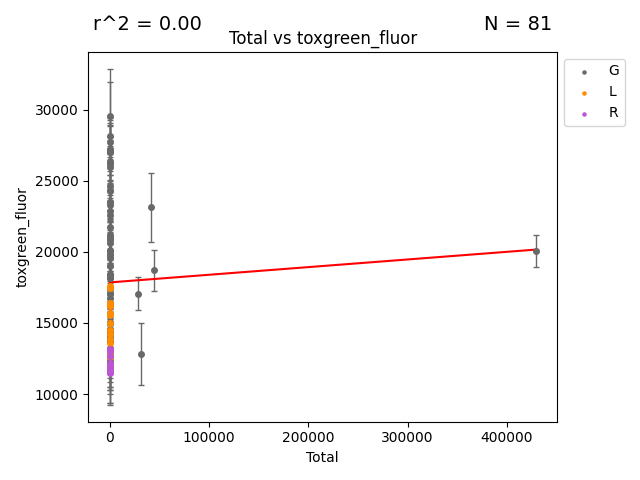 r^2 = 0.00
N = 81
Total vs toxgreen_fluor
G
L
R
30000
25000
20000
15000
10000
toxgreen_fluor
0
100000
200000
300000
400000
Total